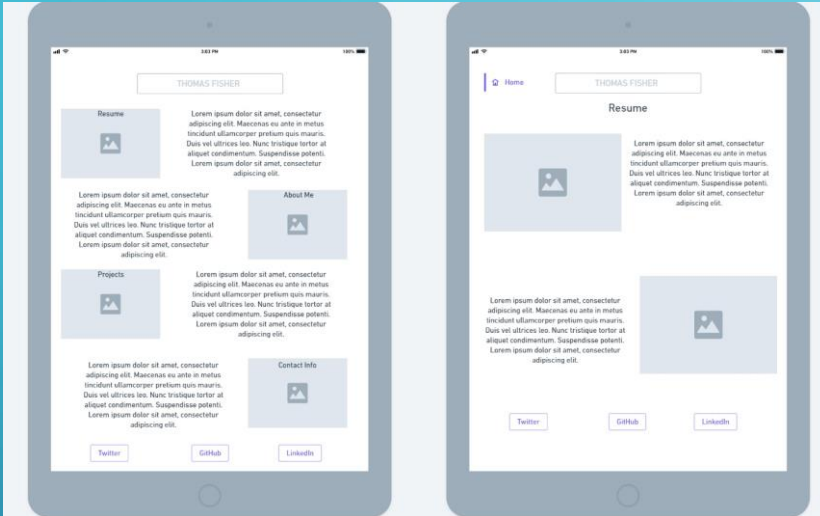 3:03 PM
100%
THOMAS FISHER
Resume
Lorem ipsum dolor sit amet, consectetur
adipiscing elit. Maecenas eu ante in metus
tincidunt ullamcorper pretium quis mauris.
Duis vel ultrices leo. Nunc tristique tortor at
aliquet condimentum. Suspendisse potenti.
Lorem ipsum dolor sit amet, consectetur
adipiscing elit.
Lorem ipsum dolor sit amet, consectetur
adipiscing elit. Maecenas eu ante in metus
tincidunt ullamcorper pretium quis mauris.
Duis vel ultrices leo. Nunc tristique tortor at
aliquet condimentum. Suspendisse potenti.
Lorem ipsum dolor sit amet, consectetur
adipiscing elit.
About Me
Projects
Lorem ipsum dolor sit amet, consectetur
adipiscing elit. Maecenas eu ante in metus
tincidunt ullamcorper pretium quis mauris.
Duis vel ultrices leo. Nunc tristique tortor at
aliquet condimentum. Suspendisse potenti.
Lorem ipsum dolor sit amet, consectetur
adipiscing elit.
Lorem ipsum dolor sit amet, consectetur
adipiscing elit. Maecenas eu ante in metus
tincidunt ullamcorper pretium quis mauris.
Duis vel ultrices leo. Nunc tristique tortor at
aliquet condimentum. Suspendisse potenti.
Lorem ipsum dolor sit amet, consectetur
adipiscing elit.
Contact Info
Twitter
GitHub
LinkedIn
3:03 PM
100%
Home
THOMAS FISHER
Resume
Lorem ipsum dolor sit amet, consectetur
adipiscing elit. Maecenas eu ante in metus
tincidunt ullamcorper pretium quis mauris.
Duis vel ultrices leo. Nunc tristique tortor at
aliquet condimentum. Suspendisse potenti.
Lorem ipsum dolor sit amet, consectetur
adipiscing elit.
Lorem ipsum dolor sit amet, consectetur
adipiscing elit. Maecenas eu ante in metus
tincidunt ullamcorper pretium quis mauris.
Duis vel ultrices leo. Nunc tristique tortor at
aliquet condimentum. Suspendisse potenti.
Lorem ipsum dolor sit amet, consectetur
adipiscing elit.
Twitter
GitHub
LinkedIn